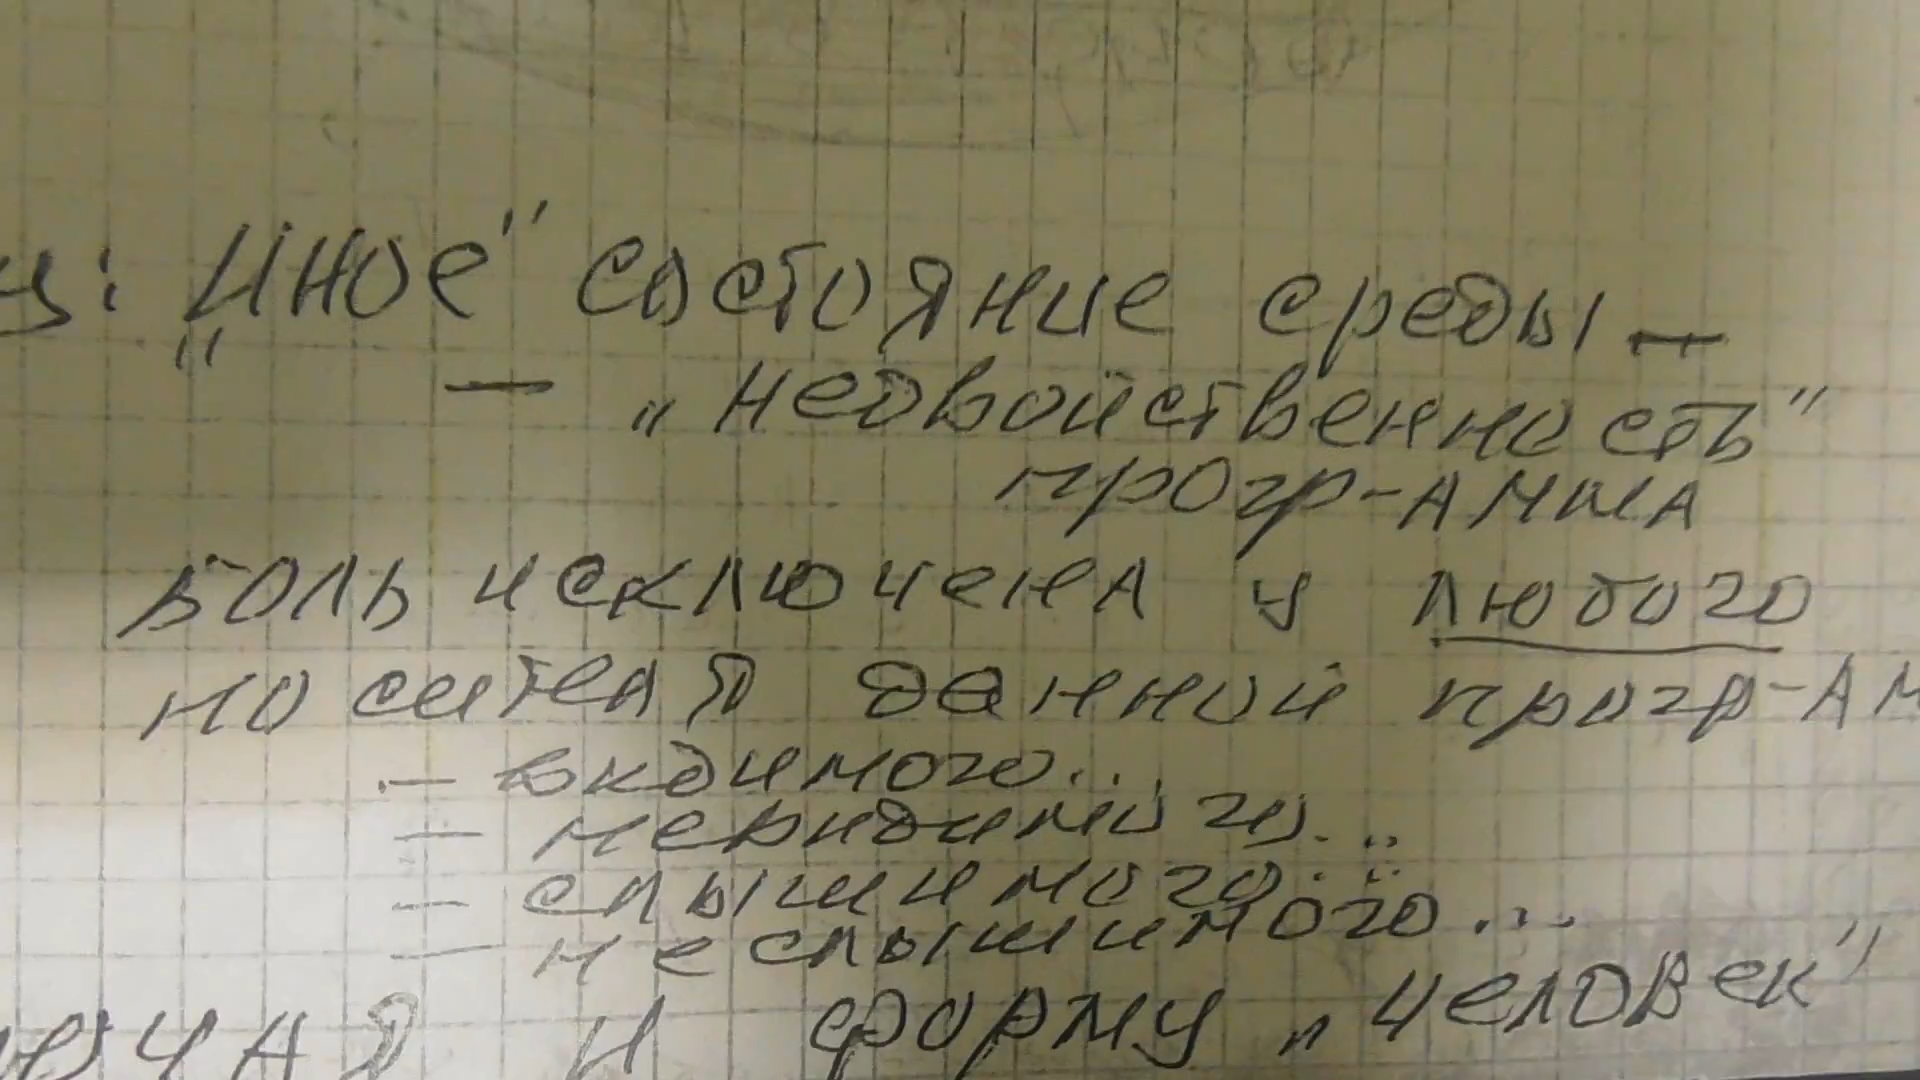 ц: „Иное" состояние среды —
— „недвойственность"
прогр-АММА
Боль исключенА у любого
носителя данной прогр-АМ
— видимого...
— невидимого...
— слышимого...
— неслышимого...
ючАЯ и форму „человек"